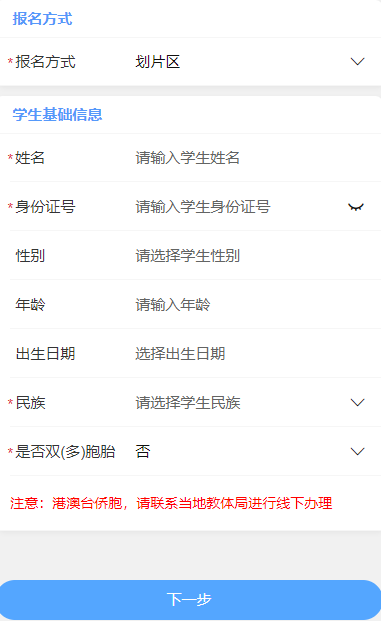 报名方式
*报名方式 划片区
学生基础信息
*姓名 请输入学生姓名
*身份证号 请输入学生身份证号
性别 请选择学生性别
年龄 请输入年龄
出生日期 选择出生日期
*民族 请选择学生民族
*是否双(多)胞胎 否
注意：港澳台侨胞，请联系当地教体局进行线下办理
下一步